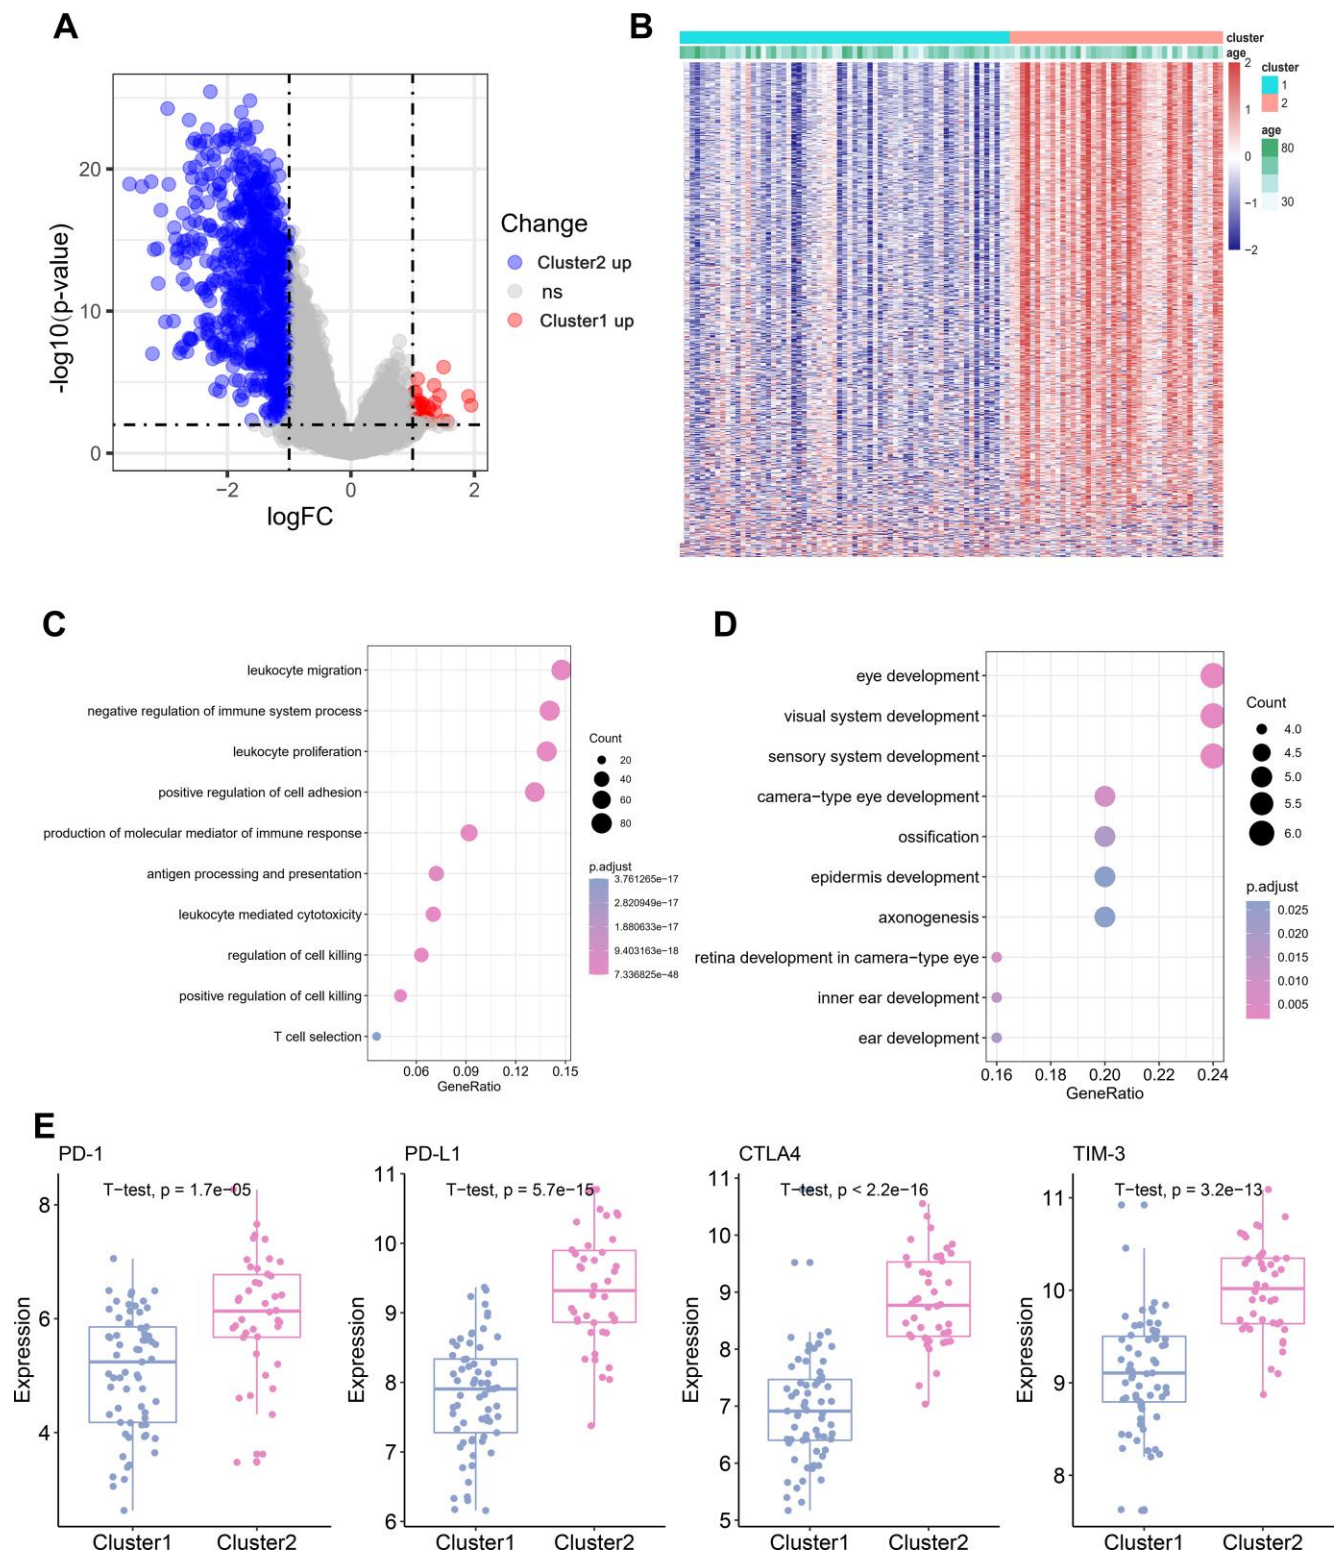 A
20
10
0
−2
0
2
-log10(p-value)
logFC
Change
Cluster2 up
ns
Cluster1 up
B
cluster
age
2
1
0
−1
−2
cluster
1
2
age
80
30
C
leukocyte migration
negative regulation of immune system process
leukocyte proliferation
positive regulation of cell adhesion
production of molecular mediator of immune response
antigen processing and presentation
leukocyte mediated cytotoxicity
regulation of cell killing
positive regulation of cell killing
T cell selection
0.06 0.09 0.12 0.15
GeneRatio
Count
20
40
60
80
p.adjust
3.761265e−17
2.820949e−17
1.880633e−17
9.403163e−18
7.336825e−48
D
eye development
visual system development
sensory system development
camera−type eye development
ossification
epidermis development
axonogenesis
retina development in camera−type eye
inner ear development
ear development
0.16 0.18 0.20 0.22 0.24
GeneRatio
Count
4.0
4.5
5.0
5.5
6.0
p.adjust
0.025
0.020
0.015
0.010
0.005
E
PD-1
T−test, p = 1.7e−05
8
6
4
Expression
Cluster1 Cluster2
PD-L1
T−test, p = 5.7e−15
11
10
9
8
7
6
Expression
Cluster1 Cluster2
CTLA4
T−test, p < 2.2e−16
11
10
9
8
7
6
5
Expression
Cluster1 Cluster2
TIM-3
T−test, p = 3.2e−13
11
10
9
8
Expression
Cluster1 Cluster2